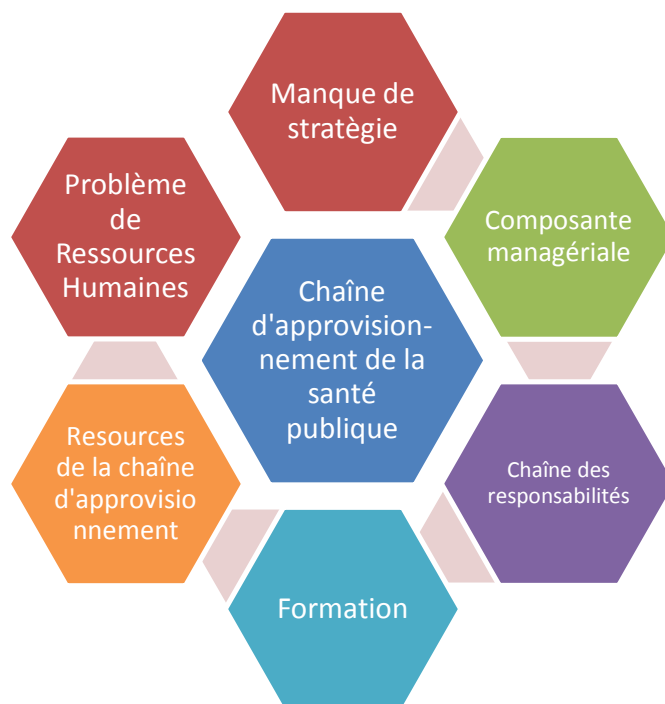 Manque de
stratègie
Problème
de
Ressources
Humaines
Composante
managériale
Chaîne
d'approvision-
nement de la
santé
publique
Resources
de la chaîne
d'approvisio
nnement
Chaîne des
responsabilités
Formation